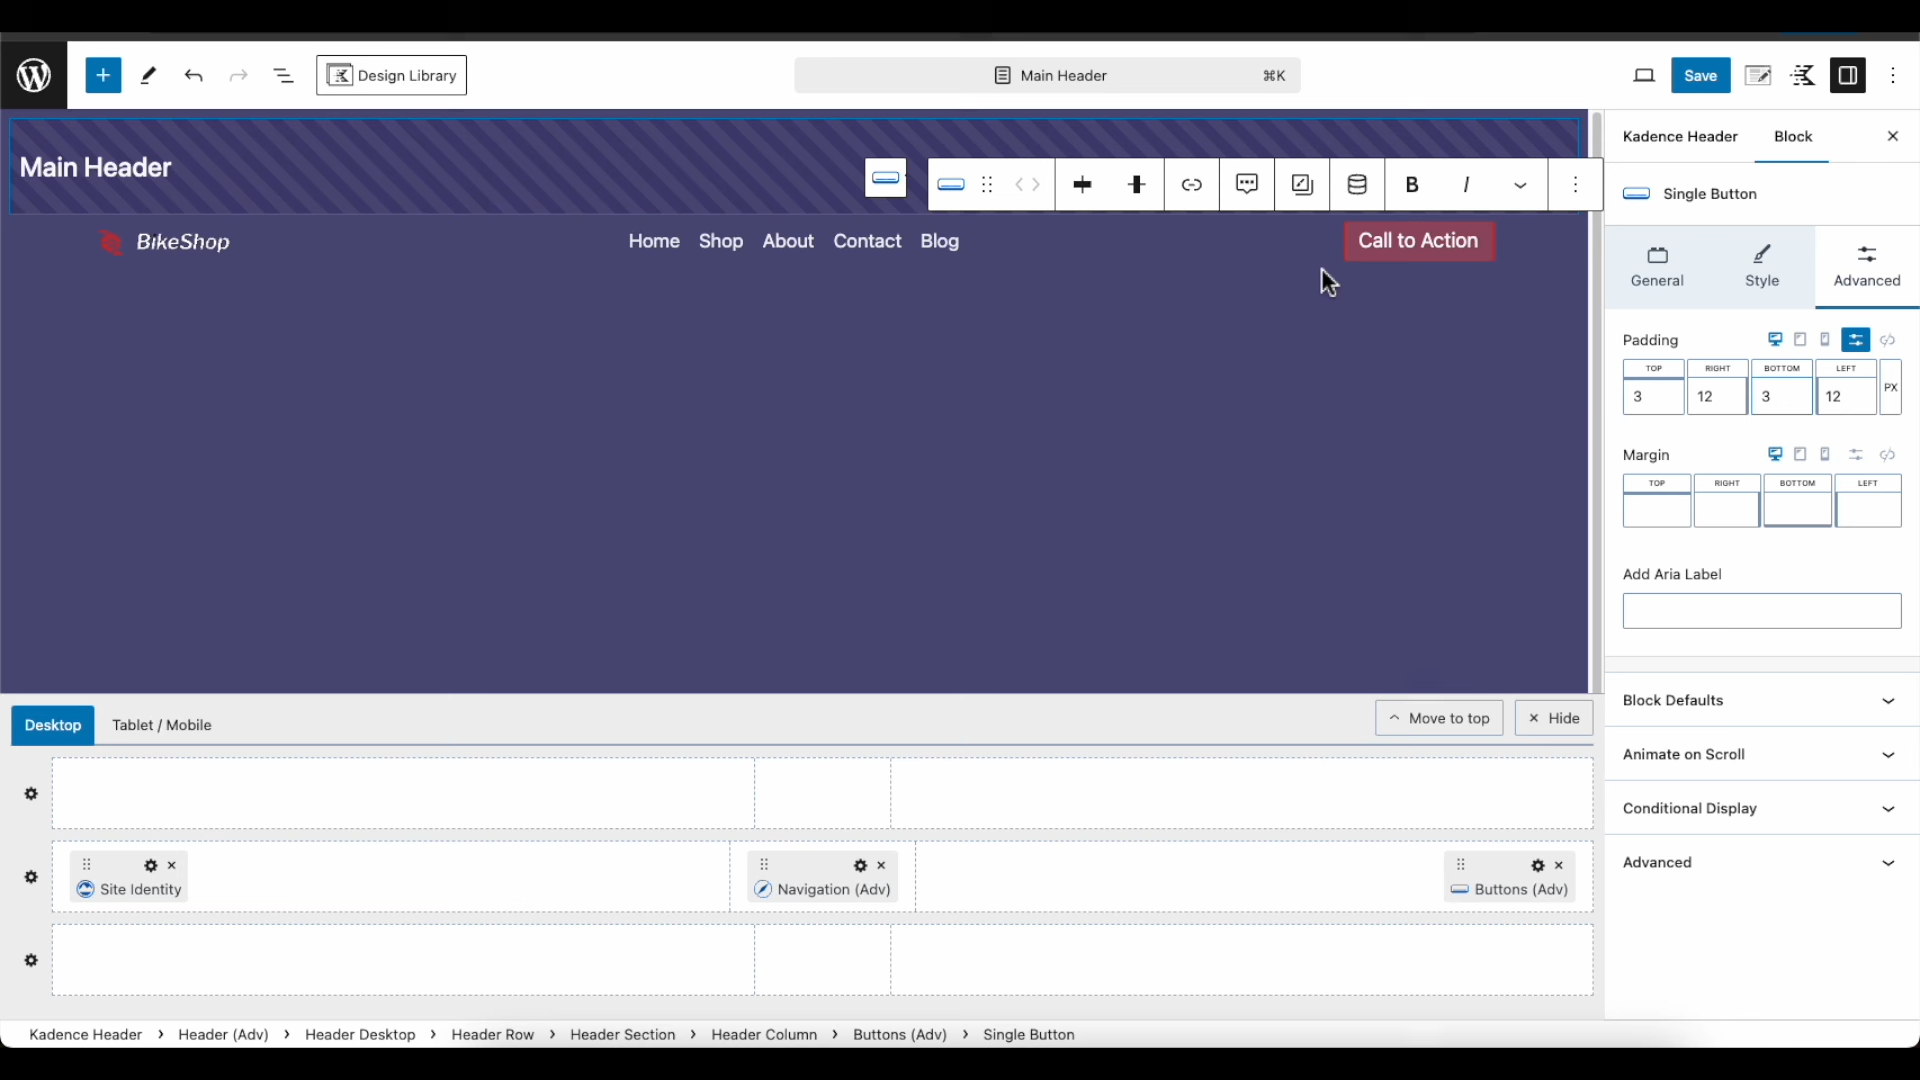 Design Library
Main Header
⌘K
Save
Main Header
B
I
BikeShop
Home
Shop
About
Contact
Blog
Call to Action
Kadence Header
Block
Single Button
General
Style
Advanced
Padding
TOP
RIGHT
BOTTOM
LEFT
3
12
3
12
PX
Margin
TOP
RIGHT
BOTTOM
LEFT
Add Aria Label
Block Defaults
Animate on Scroll
Conditional Display
Advanced
Desktop
Tablet / Mobile
Move to top
Hide
Site Identity
Navigation (Adv)
Buttons (Adv)
Kadence Header > Header (Adv) > Header Desktop > Header Row > Header Section > Header Column > Buttons (Adv) > Single Button